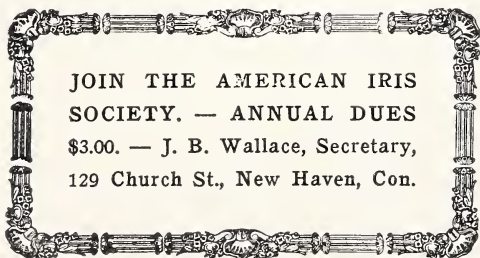 JOIN THE AMERICAN IRIS
SOCIETY. — ANNUAL DUES
$3.00. — J. B. Wallace, Secretary,
129 Church St., New Haven, Con.